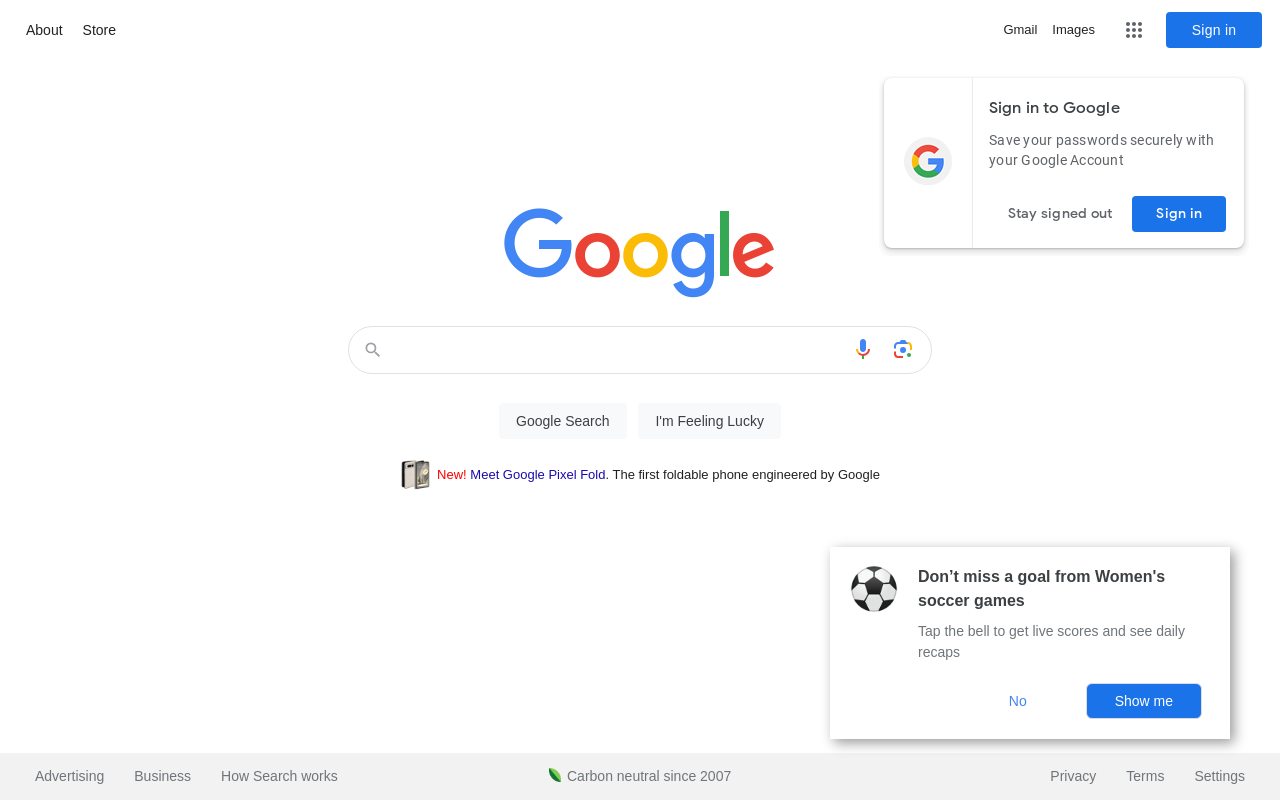 About Store
Gmail Images Sign in
Sign in to Google
Save your passwords securely with
your Google Account
Stay signed out Sign in
Google
Google Search I'm Feeling Lucky
New! Meet Google Pixel Fold. The first foldable phone engineered by Google
Don’t miss a goal from Women's
soccer games
Tap the bell to get live scores and see daily
recaps
No Show me
Advertising Business How Search works Carbon neutral since 2007 Privacy Terms Settings